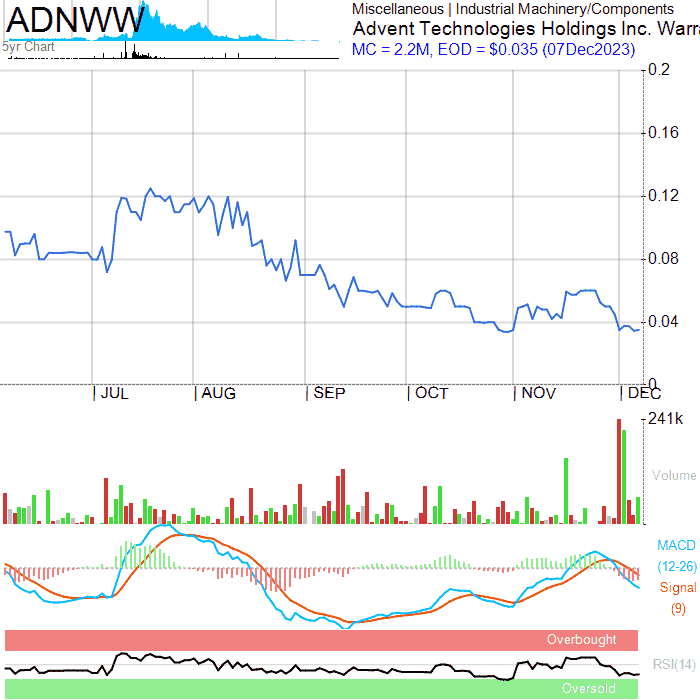 ADNWW
5yr Chart
Miscellaneous | Industrial Machinery/Components
Advent Technologies Holdings Inc. Warra
MC = 2.2M, EOD = $0.035 (07Dec2023)
0.2
0.16
0.12
0.08
0.04
0
JUL AUG SEP OCT NOV DEC
241k
Volume
MACD
(12-26)
Signal
(9)
Overbought
RSI(14)
Oversold